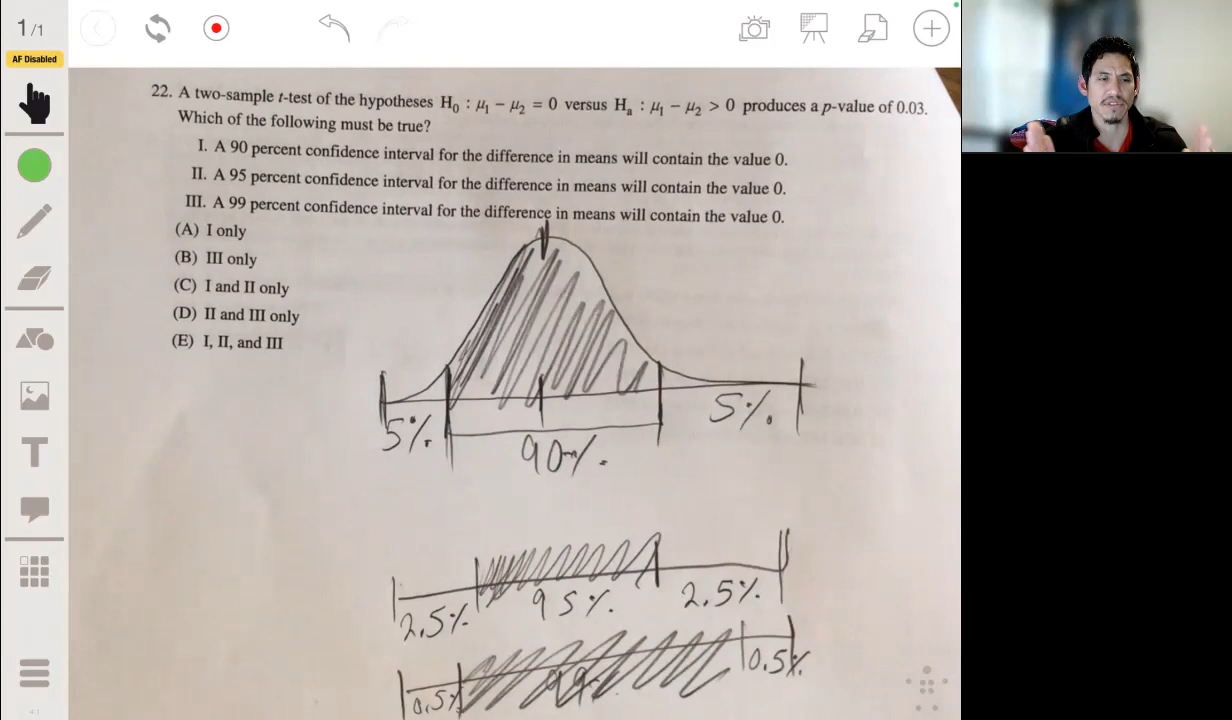 1/1
AF Disabled
22. A two-sample t-test of the hypotheses H₀ : μ₁ − μ₂ = 0 versus Hₐ : μ₁ − μ₂ > 0 produces a p-value of 0.03.
Which of the following must be true?
I. A 90 percent confidence interval for the difference in means will contain the value 0.
II. A 95 percent confidence interval for the difference in means will contain the value 0.
III. A 99 percent confidence interval for the difference in means will contain the value 0.
(A) I only
(B) III only
(C) I and II only
(D) II and III only
(E) I, II, and III
5% 90% 5%
2.5% 95% 2.5%
0.5% 99% 0.5%
T